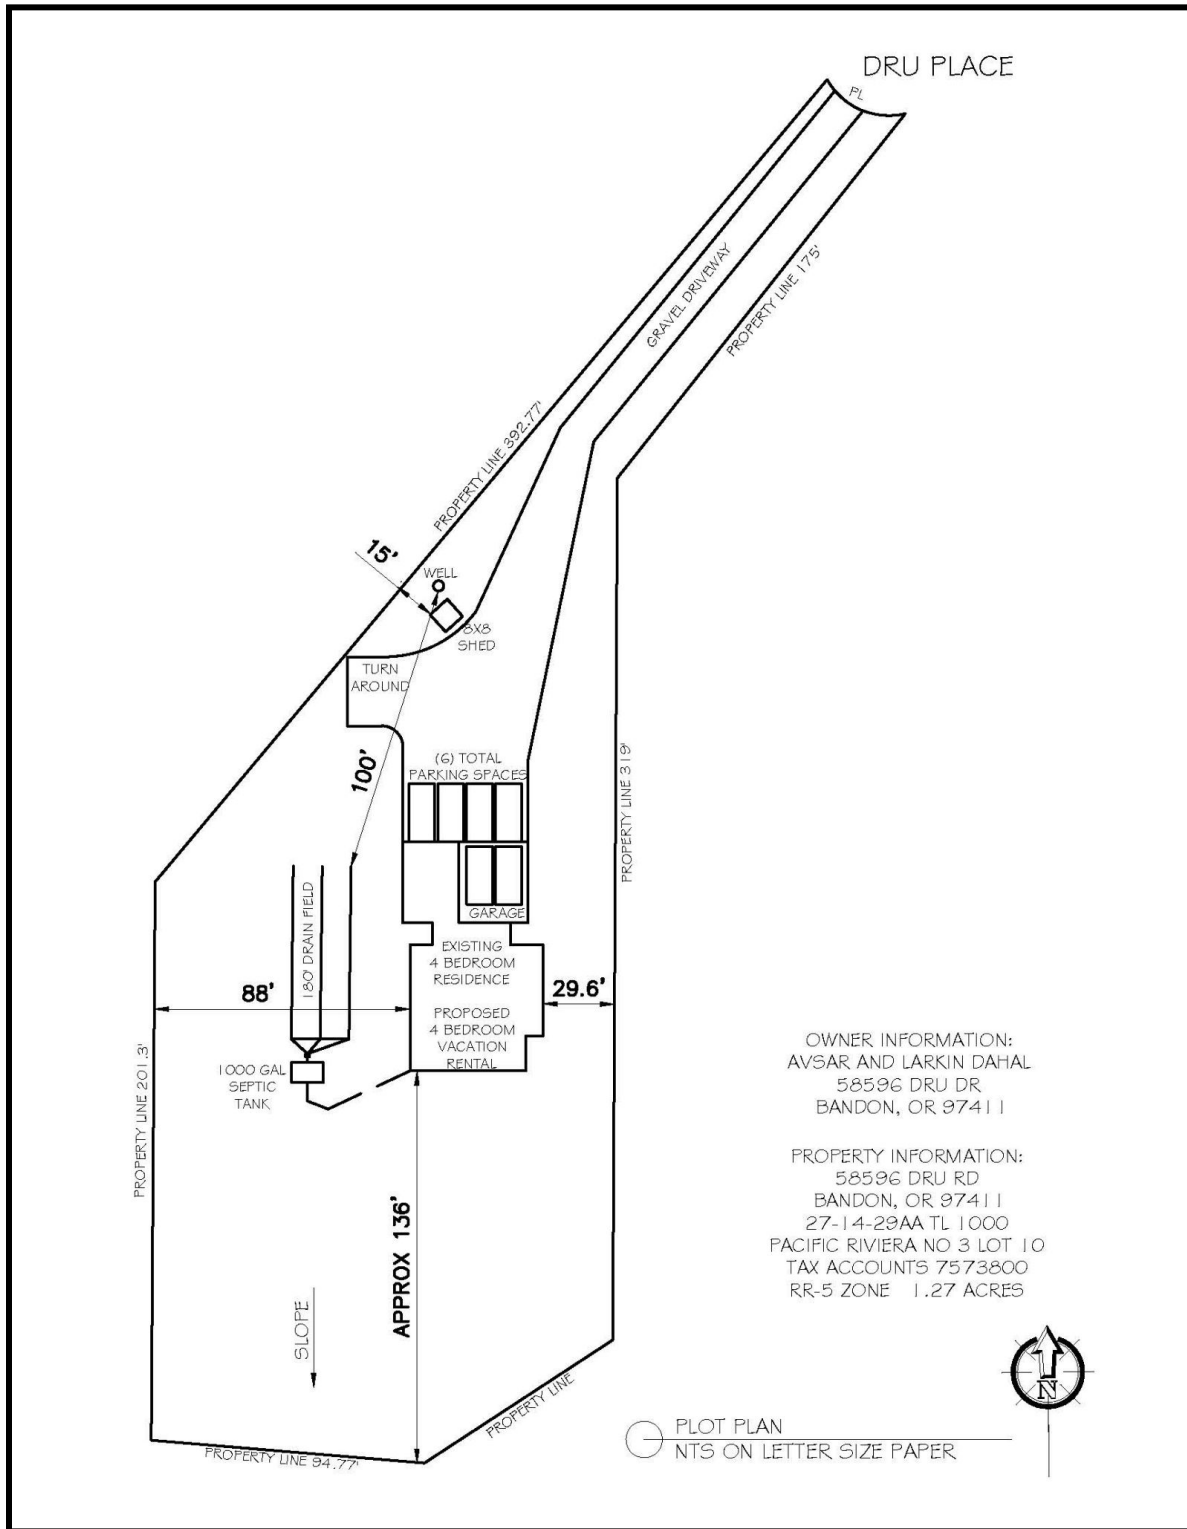 DRU PLACE
PL
GRAVEL DRIVEWAY
PROPERTY LINE 175'
PROPERTY LINE 392.77'
15'
WELL
8X8
SHED
TURN
AROUND
100'
(6) TOTAL
PARKING SPACES
PROPERTY LINE 319'
GARAGE
180' DRAIN FIELD
EXISTING
4 BEDROOM
RESIDENCE
88'
29.6'
PROPOSED
4 BEDROOM
VACATION
RENTAL
1000 GAL
SEPTIC
TANK
PROPERTY LINE 201.3'
OWNER INFORMATION:
AVSAR AND LARKIN DAHAL
58596 DRU DR
BANDON, OR 97411
PROPERTY INFORMATION:
58596 DRU RD
BANDON, OR 97411
27-14-29AA TL 1000
PACIFIC RIVIERA NO 3 LOT 10
TAX ACCOUNTS 7573800
RR-5 ZONE 1.27 ACRES
APPROX 136'
SLOPE
PROPERTY LINE
PROPERTY LINE 94.77'
N
PLOT PLAN
NTS ON LETTER SIZE PAPER